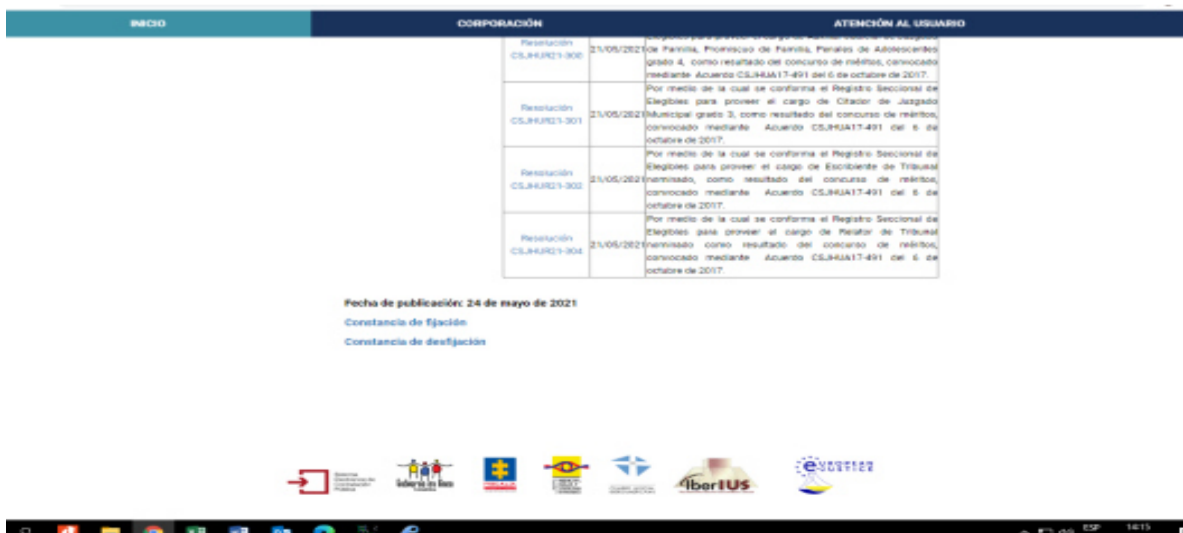 INICIO
CORPORACIÓN
ATENCIÓN AL USUARIO
Resolución
CSJHUR21-300
21/05/2021
de Familia, Promiscuo de Familia, Penales de Adolescentes
grado 4, como resultado del concurso de méritos, convocado
mediante Acuerdo CSJHUA17-491 del 6 de octubre de 2017.
Resolución
CSJHUR21-301
21/05/2021
Por medio de la cual se conforma el Registro Seccional de
Elegibles para proveer el cargo de Citador de Juzgado
Municipal grado 3, como resultado del concurso de méritos,
convocado mediante Acuerdo CSJHUA17-491 del 6 de
octubre de 2017.
Resolución
CSJHUR21-302
21/05/2021
Por medio de la cual se conforma el Registro Seccional de
Elegibles para proveer el cargo de Escribiente de Tribunal
nominado, como resultado del concurso de méritos,
convocado mediante Acuerdo CSJHUA17-491 del 6 de
octubre de 2017.
Resolución
CSJHUR21-304
21/05/2021
Por medio de la cual se conforma el Registro Seccional de
Elegibles para proveer el cargo de Relator de Tribunal
nominado como resultado del concurso de méritos,
convocado mediante Acuerdo CSJHUA17-491 del 6 de
octubre de 2017.
Fecha de publicación: 24 de mayo de 2021
Constancia de fijación
Constancia de desfijación
Gobierno en línea
FISCALÍA
IberIUS
EUROPEAN
JUSTICE
ESP
14:15